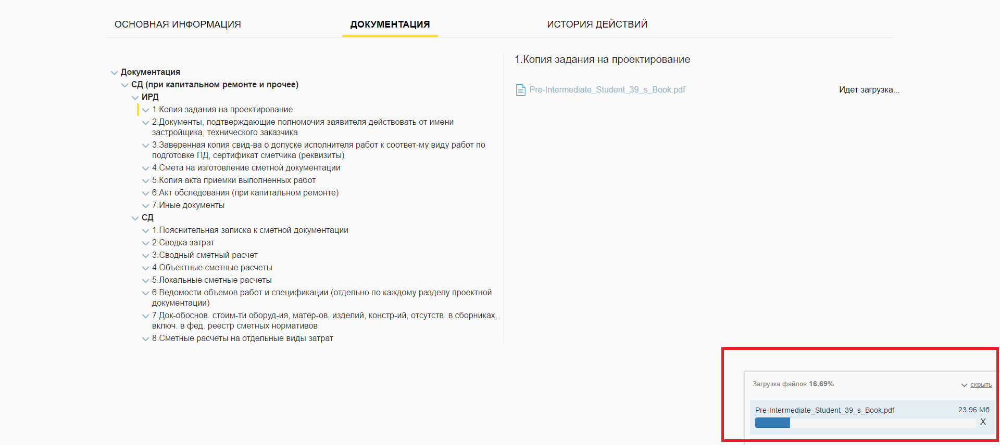 ОСНОВНАЯ ИНФОРМАЦИЯ
ДОКУМЕНТАЦИЯ
ИСТОРИЯ ДЕЙСТВИЙ
Документация
СД (при капитальном ремонте и прочее)
ИРД
1.Копия задания на проектирование
2.Документы, подтверждающие полномочия заявителя действовать от имени
застройщика, технического заказчика
3.Заверенная копия свид-ва о допуске исполнителя работ к соответ-му виду работ по
подготовке ПД, сертификат сметчика (реквизиты)
4.Смета на изготовление сметной документации
5.Копия акта приемки выполненных работ
6.Акт обследования (при капитальном ремонте)
7.Иные документы
СД
1.Пояснительная записка к сметной документации
2.Сводка затрат
3.Сводный сметный расчет
4.Объектные сметные расчеты
5.Локальные сметные расчеты
6.Ведомости объемов работ и спецификации (отдельно по каждому разделу проектной
документации)
7.Док-обоснов. стоим-ти оборуд-ия, матер-ов, изделий, констр-ий, отсутств. в сборниках,
включ. в фед. реестр сметных нормативов
8.Сметные расчеты на отдельные виды затрат
1.Копия задания на проектирование
Pre-Intermediate_Student_39_s_Book.pdf
Идет загрузка...
Загрузка файлов 16.69%
скрыть
Pre-Intermediate_Student_39_s_Book.pdf
23.96 Мб
X